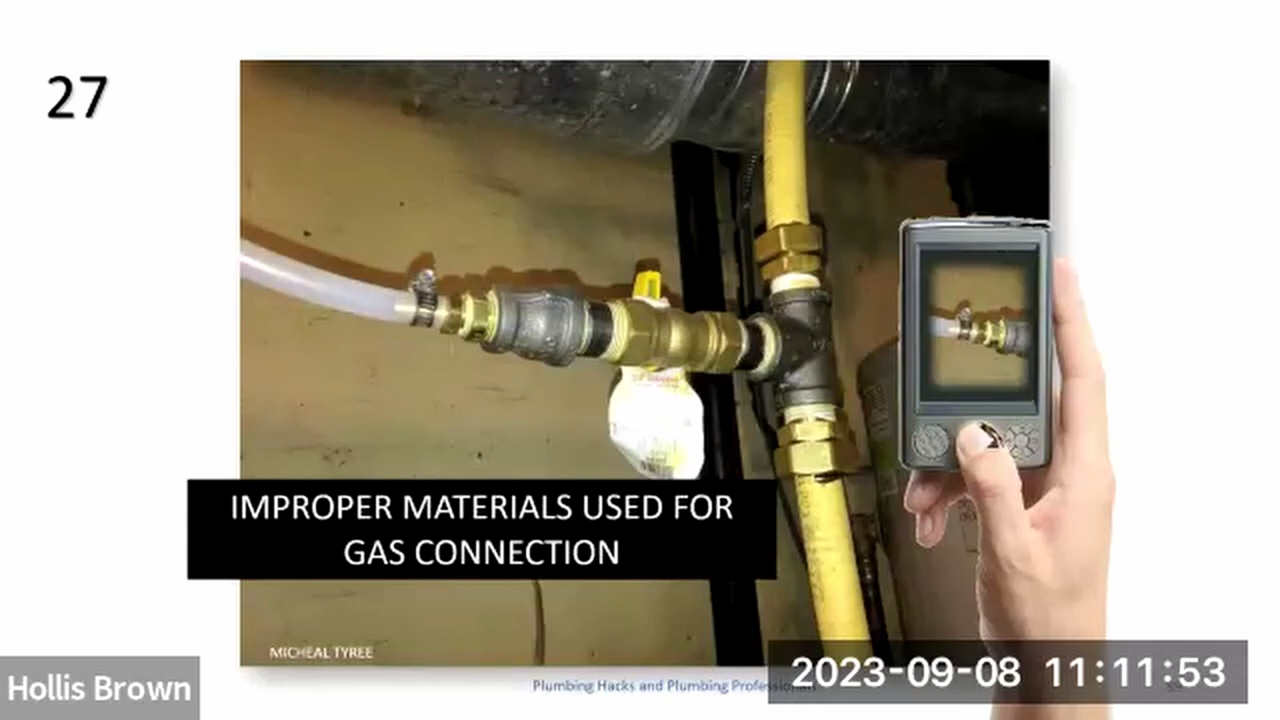 27
IMPROPER MATERIALS USED FOR
GAS CONNECTION
MICHEAL TYREE
Hollis Brown
Plumbing Hacks and Plumbing Professionals
2023-09-08 11:11:53